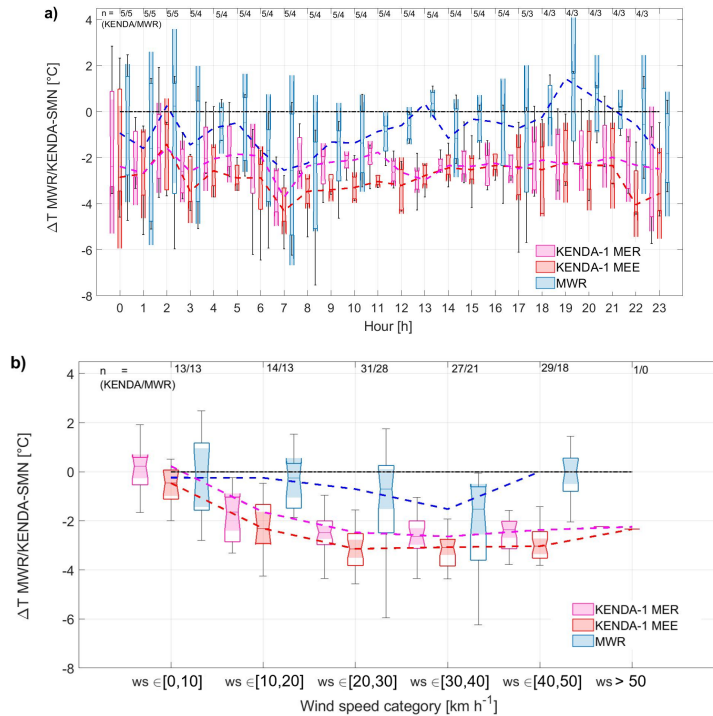 a)
n = 5/5 5/5 5/5 5/4 5/4 5/4 5/4 5/4 5/4 5/4 5/4 5/4 5/4 5/4 5/4 5/4 5/4 5/3 4/3 4/3 4/3 4/3 4/3
(KENDA/MWR)
4
2
0
-2
-4
-6
-8
ΔT MWR/KENDA-SMN [°C]
KENDA-1 MER
KENDA-1 MEE
MWR
0 1 2 3 4 5 6 7 8 9 10 11 12 13 14 15 16 17 18 19 20 21 22 23
Hour [h]
b)
n = 13/13 14/13 31/28 27/21 29/18 1/0
(KENDA/MWR)
4
2
0
-2
-4
-6
-8
ΔT MWR/KENDA-SMN [°C]
KENDA-1 MER
KENDA-1 MEE
MWR
ws ∈[0,10] ws ∈[10,20] ws ∈[20,30] ws ∈[30,40] ws ∈[40,50] ws > 50
Wind speed category [km h⁻¹]